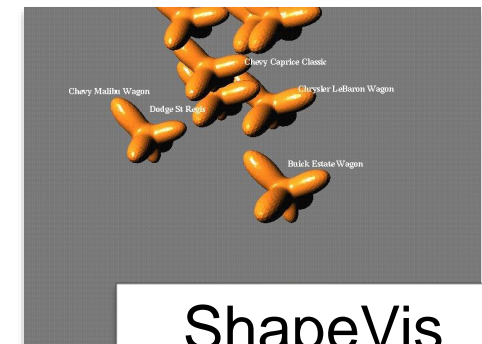 Chevy Caprice Classic
Chevy Malibu Wagon
Chrysler LeBaron Wagon
Dodge St Regis
Buick Estate Wagon
ShapeVis